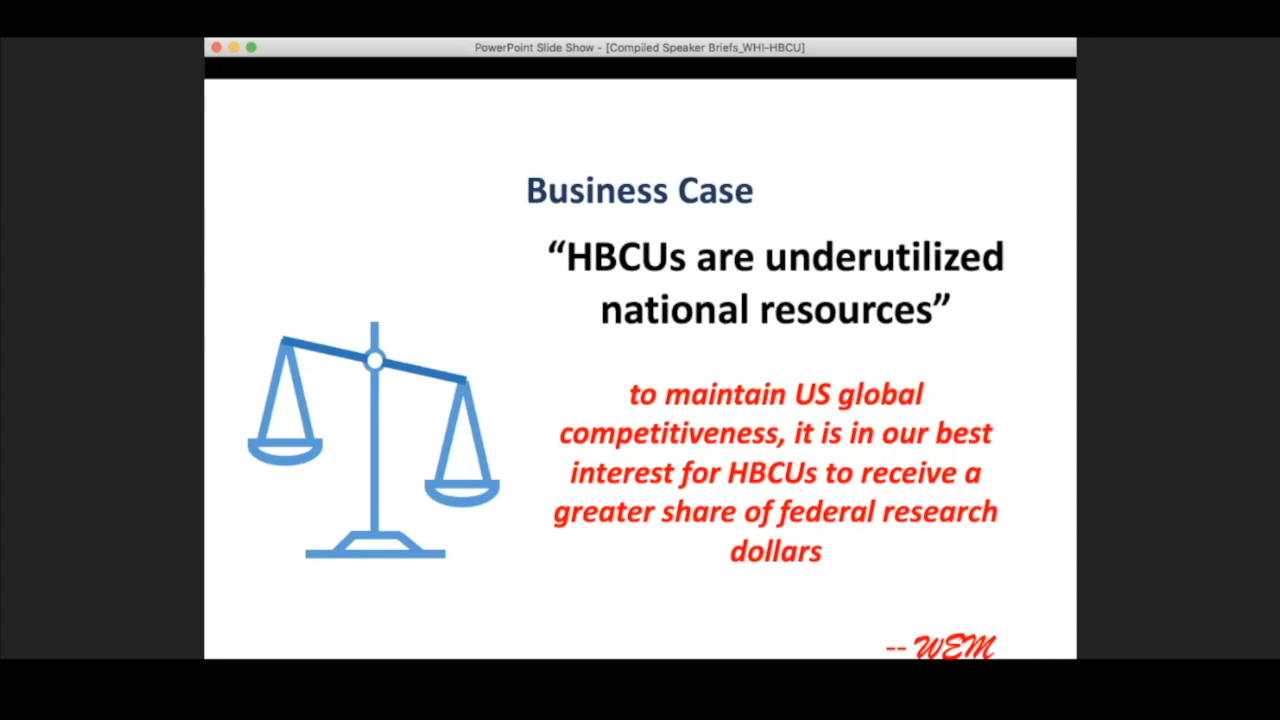 PowerPoint Slide Show - [Compiled Speaker Briefs_WHI-HBCU]
Business Case
“HBCUs are underutilized
national resources”
to maintain US global
competitiveness, it is in our best
interest for HBCUs to receive a
greater share of federal research
dollars
-- WEM